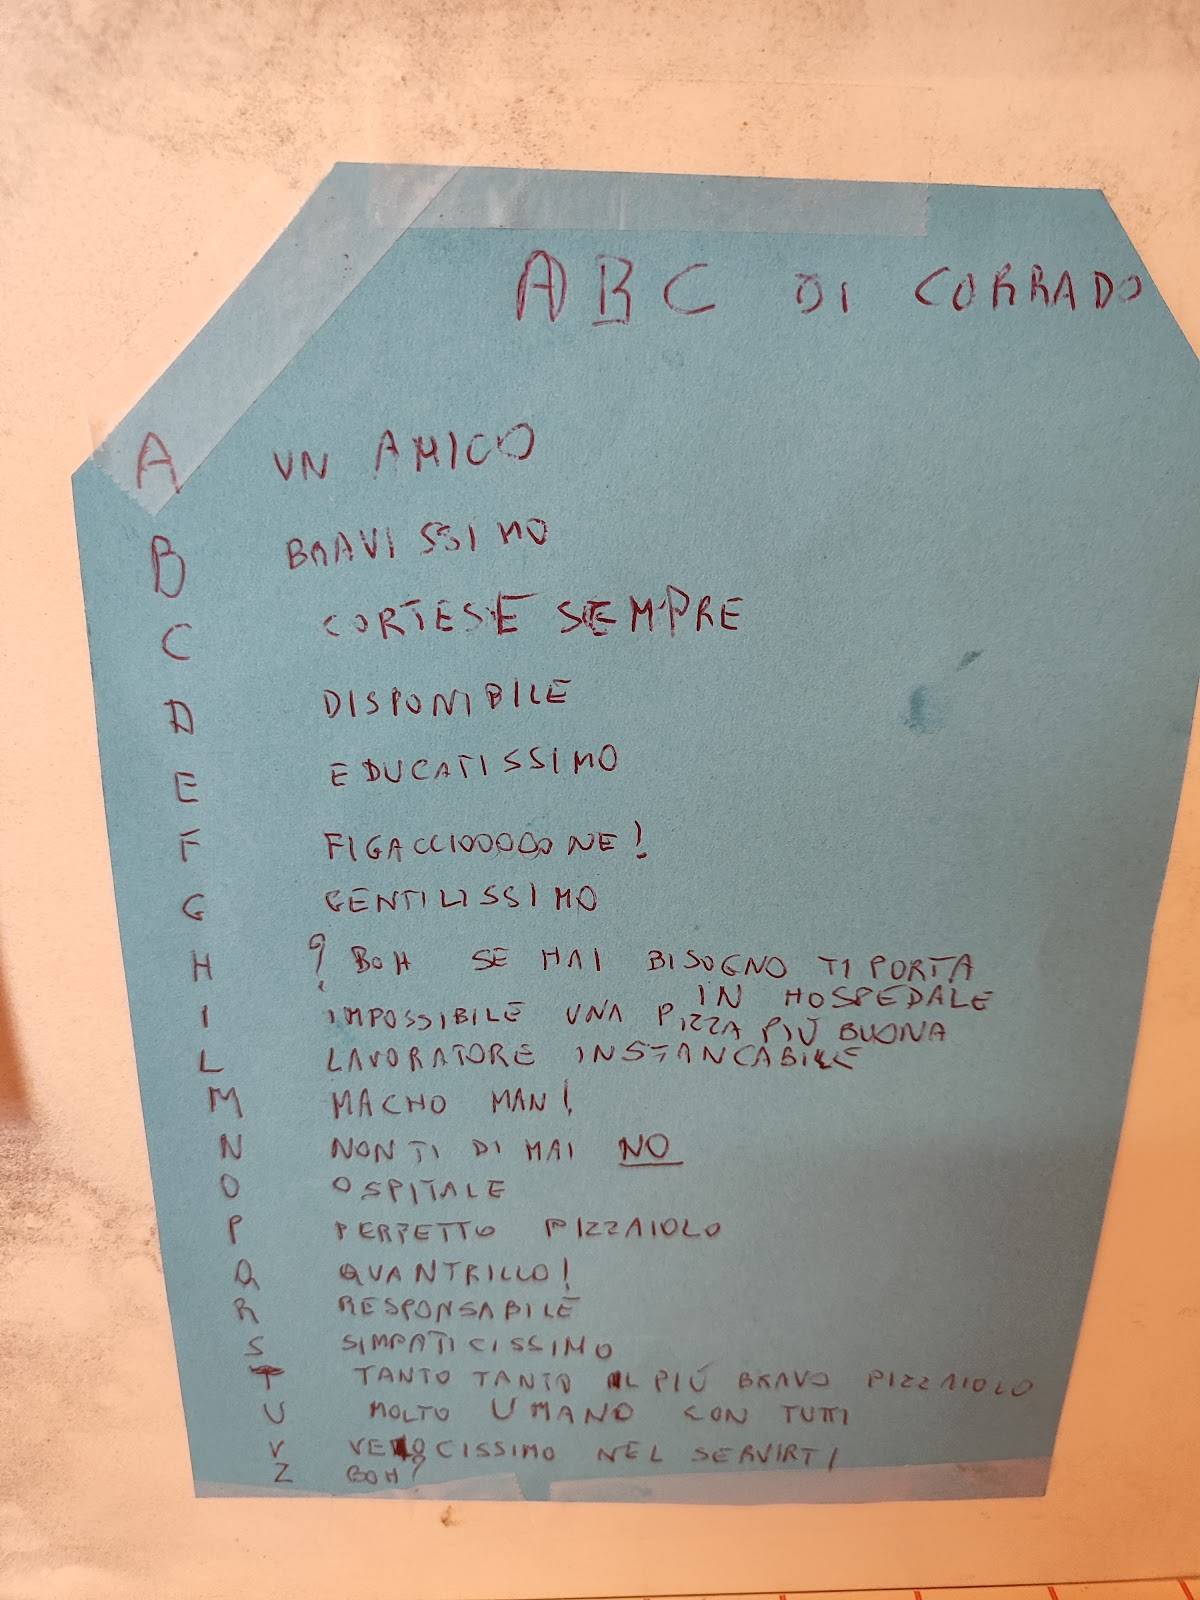 ABC DI CORRADO
A UN AMICO
B BRAVISSIMO
C CORTESE SEMPRE
D DISPONIBILE
E EDUCATISSIMO
F FIGACCIOOOOONE!
G GENTILISSIMO
H ? BOH SE HAI BISOGNO TI PORTA
IN HOSPEDALE
I IMPOSSIBILE UNA PIZZA PIÙ BUONA
L LAVORATORE INSTANCABILE
M MACHO MAN!
N NON TI DI MAI NO
O OSPITALE
P PERFETTO PIZZAIOLO
Q QUANTRILLO!
R RESPONSABILE
S SIMPATICISSIMO
T TANTO TANTO IL PIÚ BRAVO PIZZAIOLO
U MOLTO UMANO CON TUTTI
V VELOCISSIMO NEL SERVIRTI
Z BOH?